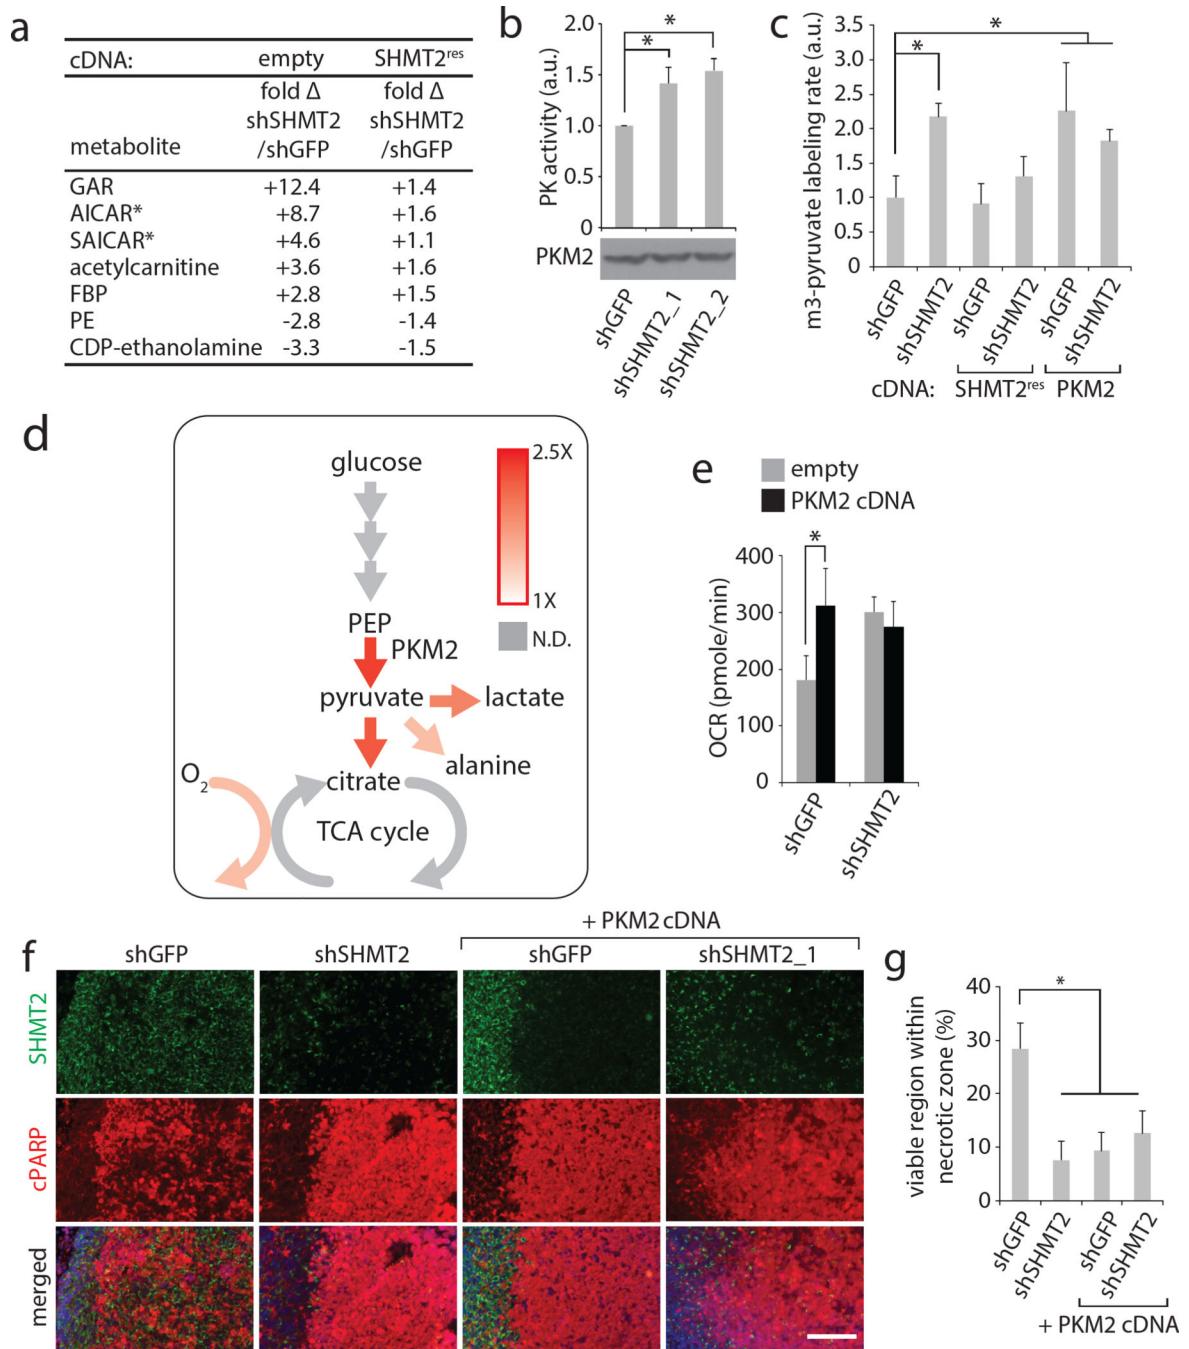 a
cDNA: empty SHMT2res
metabolite fold Δ shSHMT2 /shGFP fold Δ shSHMT2 /shGFP
GAR +12.4 +1.4
AICAR* +8.7 +1.6
SAICAR* +4.6 +1.1
acetylcarnitine +3.6 +1.6
FBP +2.8 +1.5
PE -2.8 -1.4
CDP-ethanolamine -3.3 -1.5
b
PK activity (a.u.)
2.0
1.5
1.0
0.5
0
* *
PKM2
shGFP
shSHMT2_1
shSHMT2_2
c
m3-pyruvate labeling rate (a.u.)
3.5
3.0
2.5
2.0
1.5
1.0
0.5
0
* *
shGFP
shSHMT2
shGFP
shSHMT2
shGFP
shSHMT2
cDNA: SHMT2res PKM2
d
glucose
PEP
PKM2
pyruvate
lactate
alanine
citrate
O2
TCA cycle
2.5X
1X
N.D.
e
empty
PKM2 cDNA
OCR (pmole/min)
400
300
200
100
0
*
shGFP
shSHMT2
f
+ PKM2 cDNA
shGFP shSHMT2 shGFP shSHMT2_1
SHMT2
cPARP
merged
g
viable region within
necrotic zone (%)
40
30
20
10
0
*
shGFP
shSHMT2
shGFP
shSHMT2
+ PKM2 cDNA